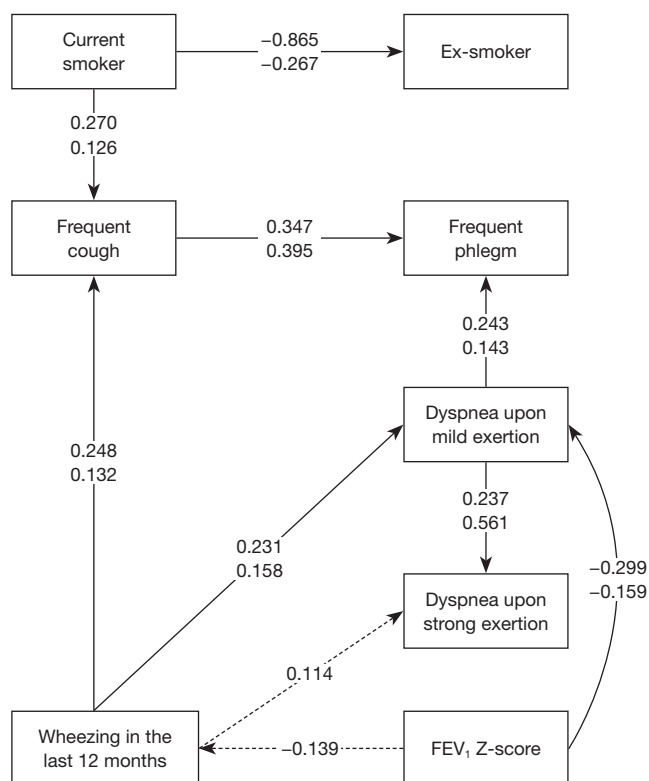 Current
smoker
−0.865
−0.267
Ex-smoker
0.270
0.126
Frequent
cough
0.347
0.395
Frequent
phlegm
0.243
0.143
Dyspnea upon
mild exertion
0.248
0.132
0.237
0.561
0.231
0.158
−0.299
−0.159
Dyspnea upon
strong exertion
0.114
Wheezing in the
last 12 months
−0.139
FEV₁ Z-score